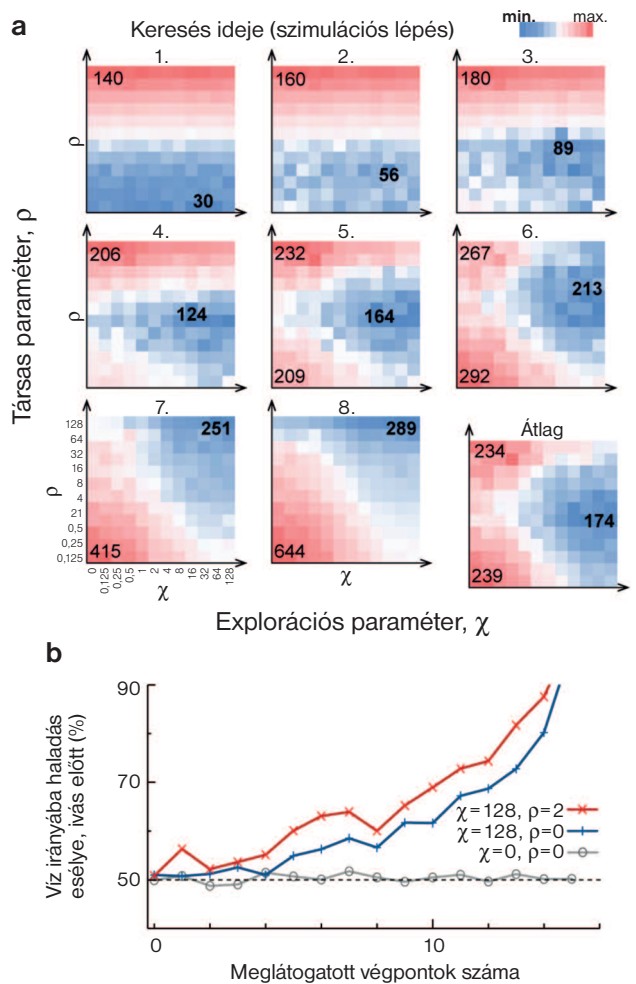 a
Keresés ideje (szimulációs lépés)
min. max.
Társas paraméter, ρ
1.
140
30
ρ
2.
160
56
3.
180
89
4.
206
124
ρ
5.
232
164
209
6.
267
213
292
7.
251
415
ρ
128
64
32
16
8
4
21
0,5
0,25
0,125
0 0,125 0,25 0,5 1 2 4 8 16 32 64 128
χ
8.
289
644
χ
Átlag
234
174
239
Explorációs paraméter, χ
b
Víz irányába haladás
esélye, ivás előtt (%)
90
70
50
χ=128, ρ=2
χ=128, ρ=0
χ=0, ρ=0
0 10
Meglátogatott végpontok száma